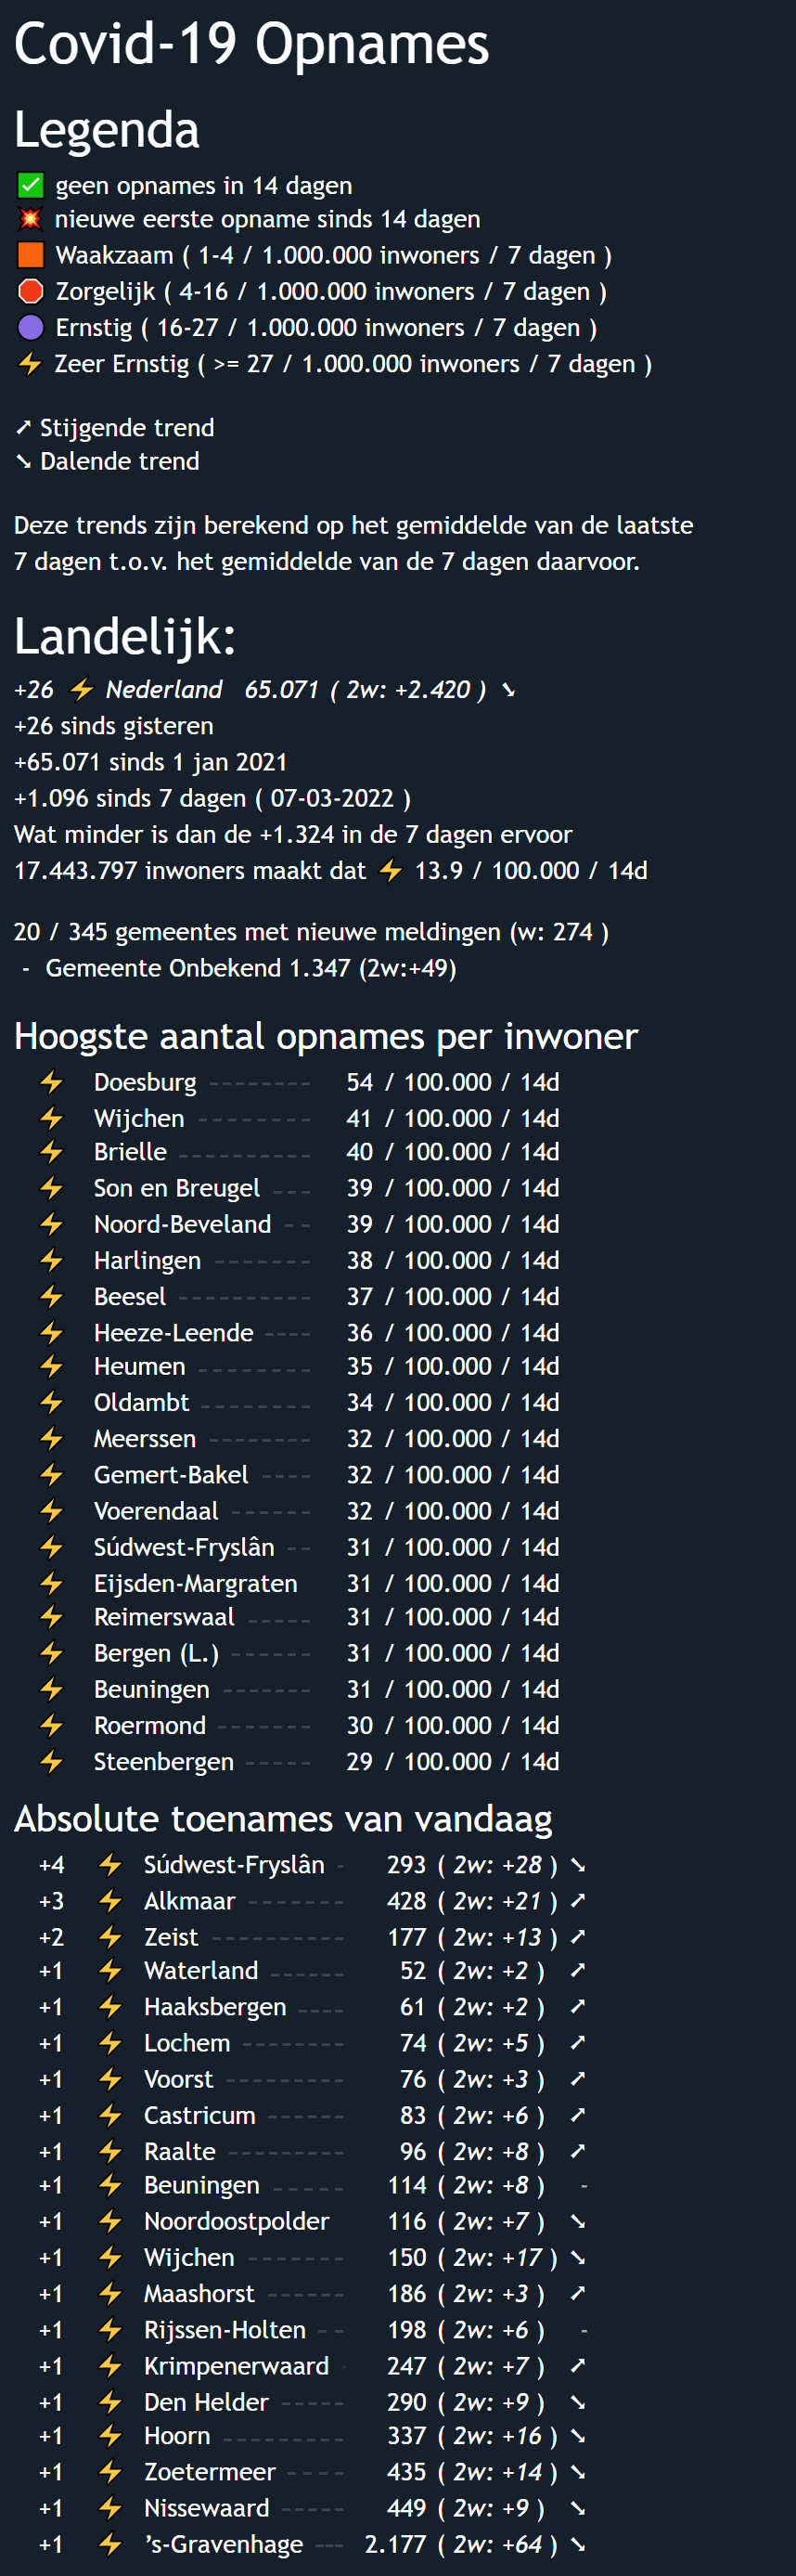 Covid-19 Opnames
Legenda
✅ geen opnames in 14 dagen
💥 nieuwe eerste opname sinds 14 dagen
🟧 Waakzaam ( 1-4 / 1.000.000 inwoners / 7 dagen )
🛑 Zorgelijk ( 4-16 / 1.000.000 inwoners / 7 dagen )
🟣 Ernstig ( 16-27 / 1.000.000 inwoners / 7 dagen )
⚡ Zeer Ernstig ( >= 27 / 1.000.000 inwoners / 7 dagen )
➚ Stijgende trend
➘ Dalende trend
Deze trends zijn berekend op het gemiddelde van de laatste
7 dagen t.o.v. het gemiddelde van de 7 dagen daarvoor.
Landelijk:
+26 ⚡ Nederland 65.071 ( 2w: +2.420 ) ➘
+26 sinds gisteren
+65.071 sinds 1 jan 2021
+1.096 sinds 7 dagen ( 07-03-2022 )
Wat minder is dan de +1.324 in de 7 dagen ervoor
17.443.797 inwoners maakt dat ⚡ 13.9 / 100.000 / 14d
20 / 345 gemeentes met nieuwe meldingen (w: 274 )
- Gemeente Onbekend 1.347 (2w:+49)
Hoogste aantal opnames per inwoner
⚡ Doesburg -------- 54 / 100.000 / 14d
⚡ Wijchen -------- 41 / 100.000 / 14d
⚡ Brielle ---------- 40 / 100.000 / 14d
⚡ Son en Breugel --- 39 / 100.000 / 14d
⚡ Noord-Beveland -- 39 / 100.000 / 14d
⚡ Harlingen ------- 38 / 100.000 / 14d
⚡ Beesel ---------- 37 / 100.000 / 14d
⚡ Heeze-Leende ---- 36 / 100.000 / 14d
⚡ Heumen -------- 35 / 100.000 / 14d
⚡ Oldambt ------- 34 / 100.000 / 14d
⚡ Meerssen -------- 32 / 100.000 / 14d
⚡ Gemert-Bakel ---- 32 / 100.000 / 14d
⚡ Voerendaal ------ 32 / 100.000 / 14d
⚡ Súdwest-Fryslân -- 31 / 100.000 / 14d
⚡ Eijsden-Margraten 31 / 100.000 / 14d
⚡ Reimerswaal ----- 31 / 100.000 / 14d
⚡ Bergen (L.) ------ 31 / 100.000 / 14d
⚡ Beuningen ------- 31 / 100.000 / 14d
⚡ Roermond ------- 30 / 100.000 / 14d
⚡ Steenbergen ----- 29 / 100.000 / 14d
Absolute toenames van vandaag
+4 ⚡ Súdwest-Fryslân - 293 ( 2w: +28 ) ➘
+3 ⚡ Alkmaar ------- 428 ( 2w: +21 ) ➚
+2 ⚡ Zeist ---------- 177 ( 2w: +13 ) ➚
+1 ⚡ Waterland ------ 52 ( 2w: +2 ) ➚
+1 ⚡ Haaksbergen ---- 61 ( 2w: +2 ) ➚
+1 ⚡ Lochem -------- 74 ( 2w: +5 ) ➚
+1 ⚡ Voorst --------- 76 ( 2w: +3 ) ➚
+1 ⚡ Castricum ------ 83 ( 2w: +6 ) ➚
+1 ⚡ Raalte --------- 96 ( 2w: +8 ) ➚
+1 ⚡ Beuningen ----- 114 ( 2w: +8 ) -
+1 ⚡ Noordoostpolder 116 ( 2w: +7 ) ➘
+1 ⚡ Wijchen ------- 150 ( 2w: +17 ) ➘
+1 ⚡ Maashorst ------ 186 ( 2w: +3 ) ➚
+1 ⚡ Rijssen-Holten -- 198 ( 2w: +6 ) -
+1 ⚡ Krimpenerwaard - 247 ( 2w: +7 ) ➚
+1 ⚡ Den Helder ----- 290 ( 2w: +9 ) ➘
+1 ⚡ Hoorn --------- 337 ( 2w: +16 ) ➘
+1 ⚡ Zoetermeer ---- 435 ( 2w: +14 ) ➘
+1 ⚡ Nissewaard ----- 449 ( 2w: +9 ) ➘
+1 ⚡ ’s-Gravenhage --- 2.177 ( 2w: +64 ) ➘